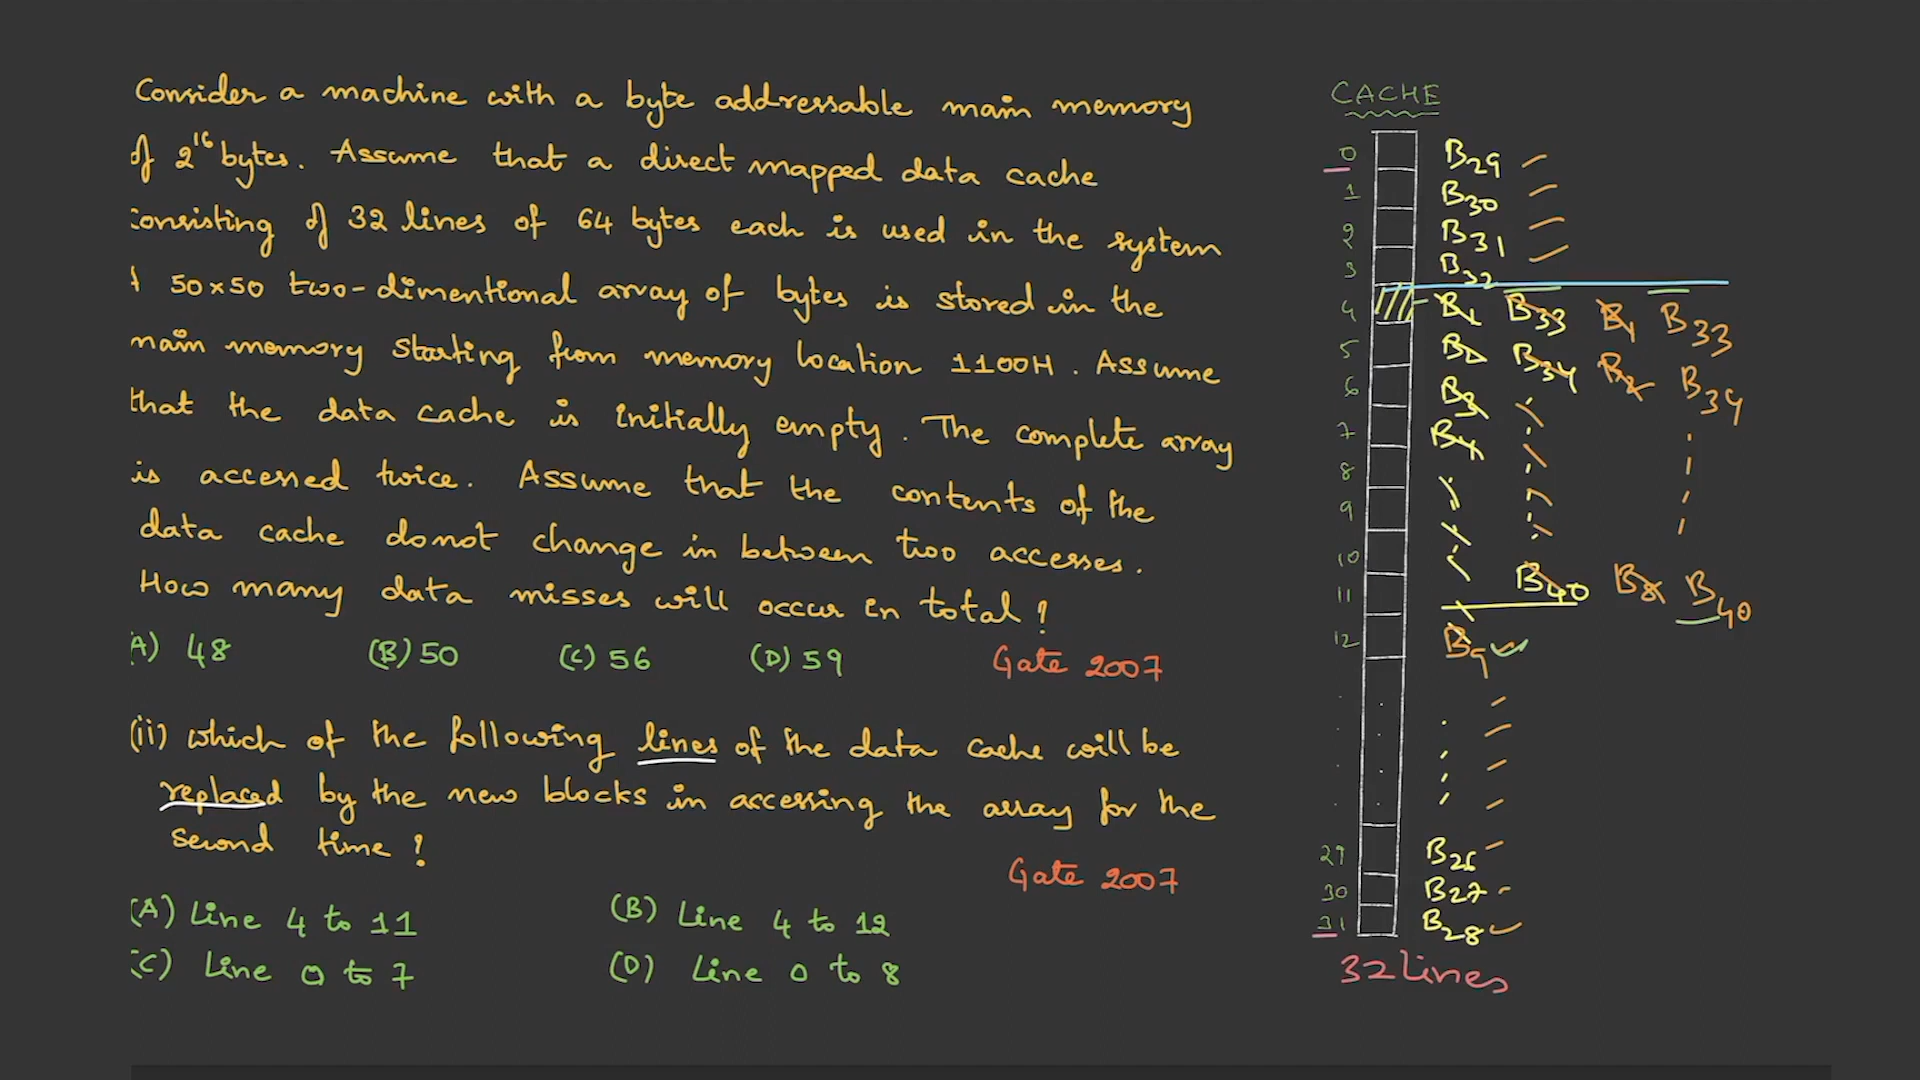 Consider a machine with a byte addressable main memory
of 2^16 bytes. Assume that a direct mapped data cache
consisting of 32 lines of 64 bytes each is used in the system
50×50 two-dimentional array of bytes is stored in the
main memory starting from memory location 1100H. Assume
that the data cache is initially empty. The complete array
is accessed twice. Assume that the contents of the
data cache donot change in between two accesses.
How many data misses will occur in total?
A) 48 (B) 50 (C) 56 (D) 59 Gate 2007
(ii) which of the following lines of the data cache will be
replaced by the new blocks in accessing the array for the
second time?
Gate 2007
(A) Line 4 to 11 (B) Line 4 to 12
(C) Line 0 to 7 (D) Line 0 to 8
CACHE
0 B29
1 B30
2 B31
3 B32
4 B1 B33 B1 B33
5 B2 B34 B2 B34
6 B3
7 B4
8
9
10
11 B40 B8 B40
12 B9
29 B26
30 B27
31 B28
32 Lines